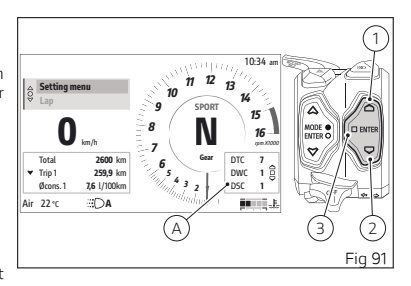 10:34 am
Setting menu
Lap
0 km/h
Total 2600 km
Trip 1 259,9 km
Øcons. 1 7,6 l/100km
Air 22 °C
A
1 2 3 4 5 6 7 8 9 10 11 12 13 14 15 16
rpm X1000
SPORT
N
Gear
DTC 7
DWC 1
DSC 1
MODE
ENTER
ENTER
A
1
2
3
Fig 91